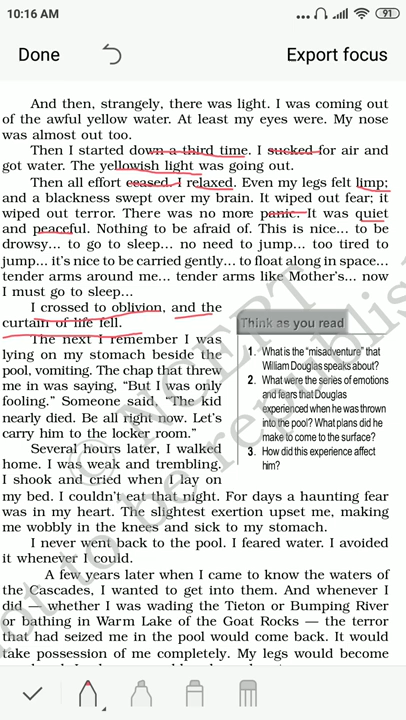 10:16 AM
91
Done
Export focus
And then, strangely, there was light. I was coming out
of the awful yellow water. At least my eyes were. My nose
was almost out too.
Then I started down a third time. I sucked for air and
got water. The yellowish light was going out.
Then all effort ceased. I relaxed. Even my legs felt limp;
and a blackness swept over my brain. It wiped out fear; it
wiped out terror. There was no more panic. It was quiet
and peaceful. Nothing to be afraid of. This is nice... to be
drowsy... to go to sleep... no need to jump... too tired to
jump... it's nice to be carried gently... to float along in space...
tender arms around me... tender arms like Mother's... now
I must go to sleep...
I crossed to oblivion, and the
curtain of life fell.
The next I remember I was
lying on my stomach beside the
pool, vomiting. The chap that threw
me in was saying, “But I was only
fooling.” Someone said, “The kid
nearly died. Be all right now. Let's
carry him to the locker room.”
Several hours later, I walked
home. I was weak and trembling.
I shook and cried when I lay on
my bed. I couldn't eat that night. For days a haunting fear
was in my heart. The slightest exertion upset me, making
me wobbly in the knees and sick to my stomach.
I never went back to the pool. I feared water. I avoided
it whenever I could.
A few years later when I came to know the waters of
the Cascades, I wanted to get into them. And whenever I
did — whether I was wading the Tieton or Bumping River
or bathing in Warm Lake of the Goat Rocks — the terror
that had seized me in the pool would come back. It would
take possession of me completely. My legs would become
Think as you read
1. What is the “misadventure” that
William Douglas speaks about?
2. What were the series of emotions
and fears that Douglas
experienced when he was thrown
into the pool? What plans did he
make to come to the surface?
3. How did this experience affect
him?
© NCERT
not to be republish